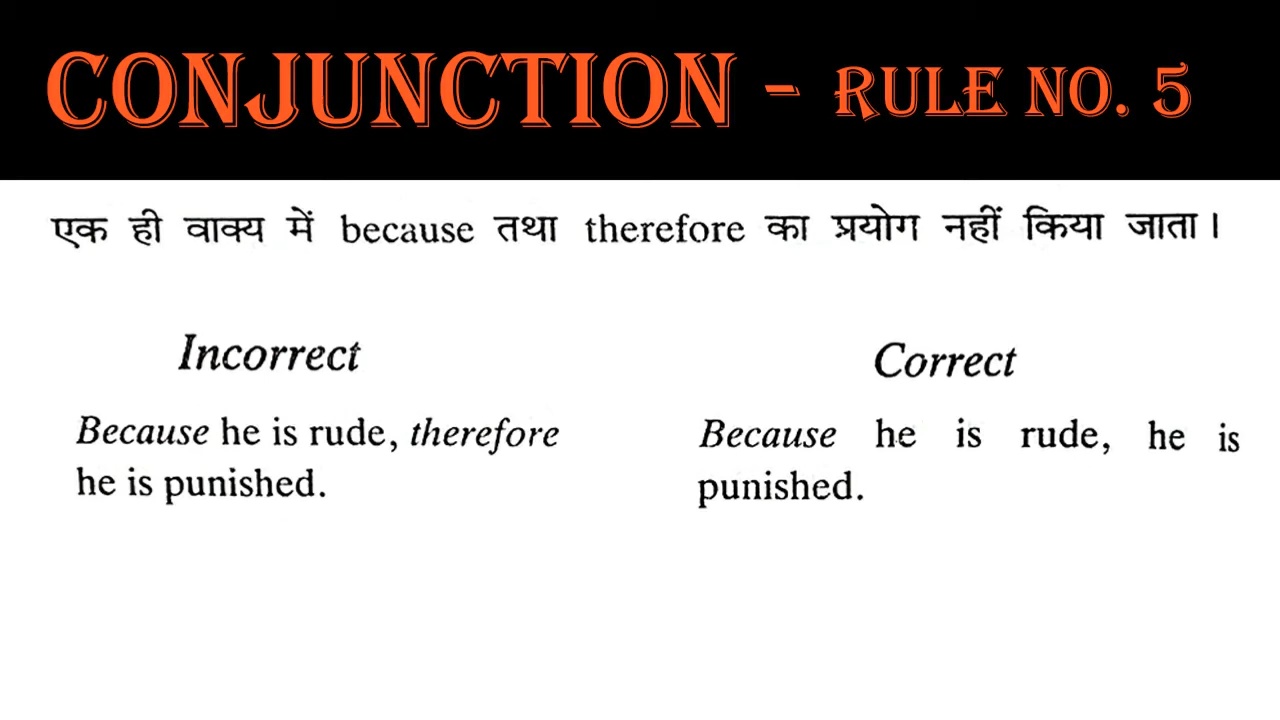 CONJUNCTION - RULE NO. 5
एक ही वाक्य में because तथा therefore का प्रयोग नहीं किया जाता।
Incorrect
Because he is rude, therefore
he is punished.
Correct
Because he is rude, he is
punished.